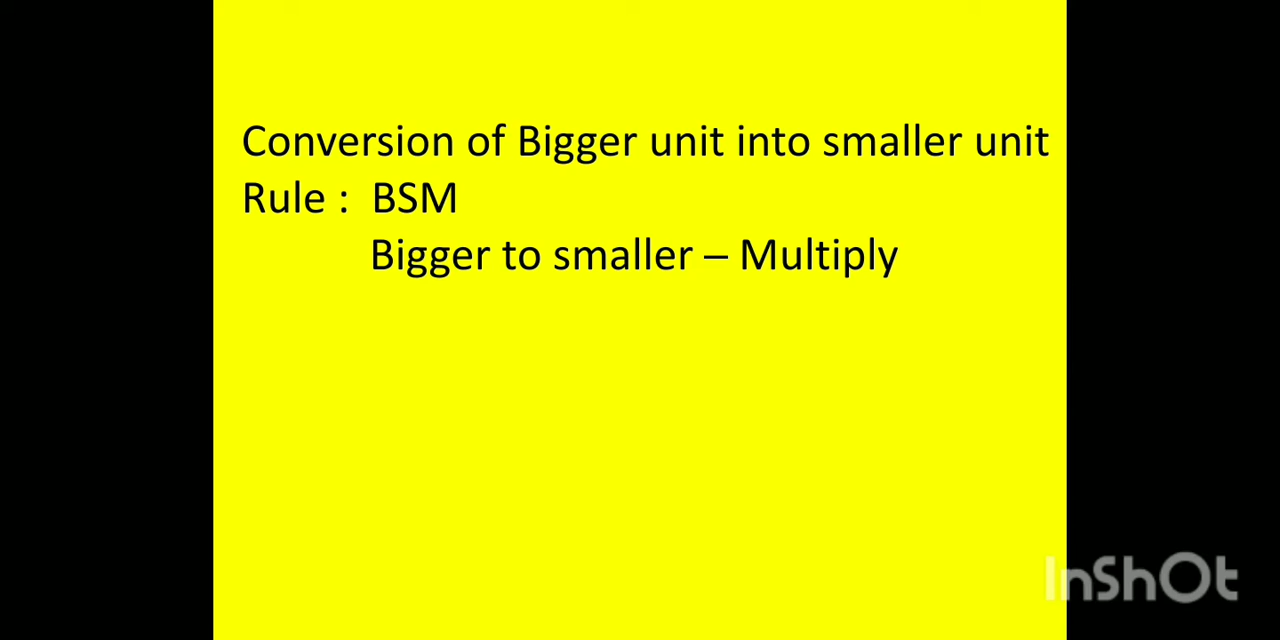 Conversion of Bigger unit into smaller unit
Rule : BSM
Bigger to smaller – Multiply
InShOt